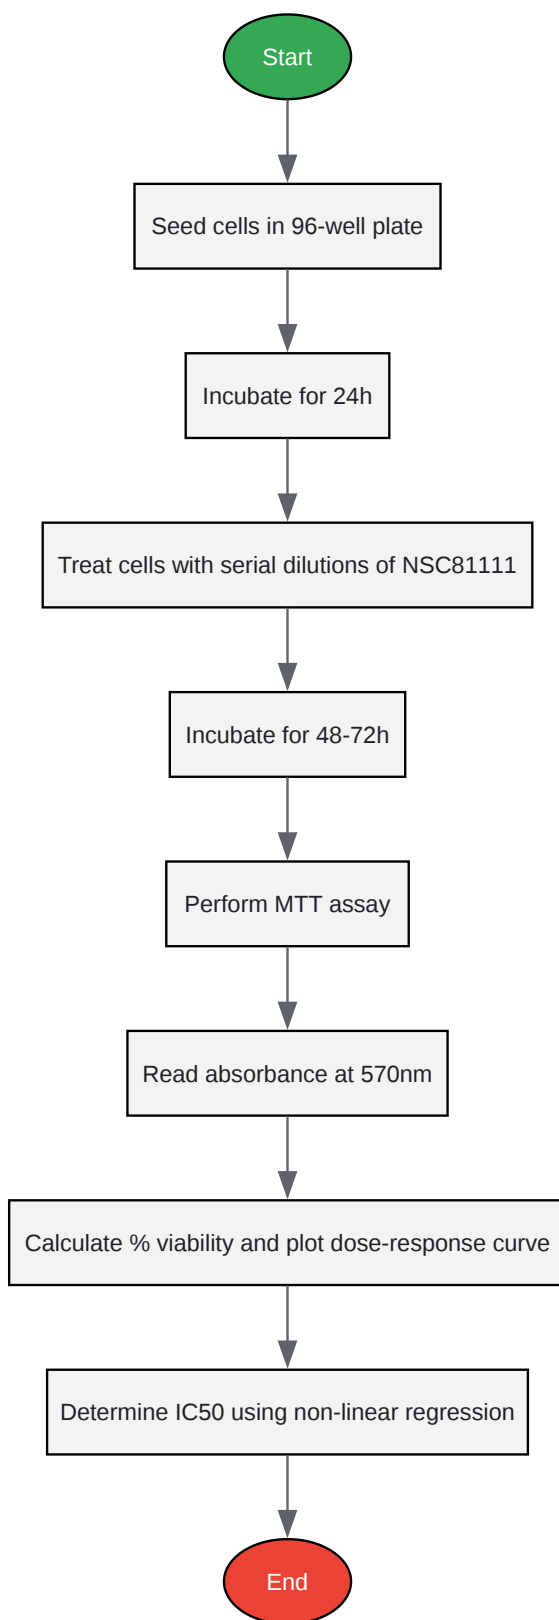 Start
Seed cells in 96-well plate
Incubate for 24h
Treat cells with serial dilutions of NSC81111
Incubate for 48-72h
Perform MTT assay
Read absorbance at 570nm
Calculate % viability and plot dose-response curve
Determine IC50 using non-linear regression
End